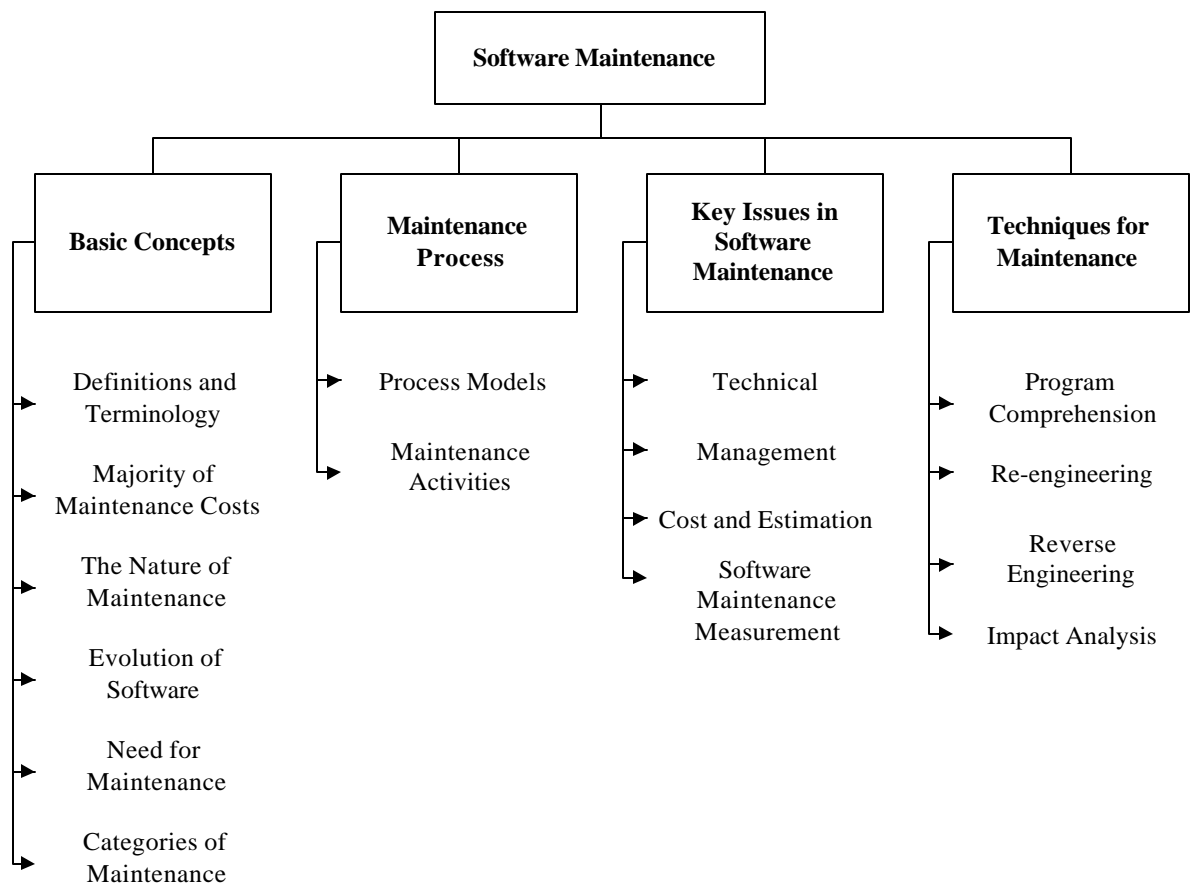 Software Maintenance
Basic Concepts
Definitions and
Terminology
Majority of
Maintenance Costs
The Nature of
Maintenance
Evolution of
Software
Need for
Maintenance
Categories of
Maintenance
Maintenance
Process
Process Models
Maintenance
Activities
Key Issues in
Software
Maintenance
Technical
Management
Cost and Estimation
Software
Maintenance
Measurement
Techniques for
Maintenance
Program
Comprehension
Re-engineering
Reverse
Engineering
Impact Analysis